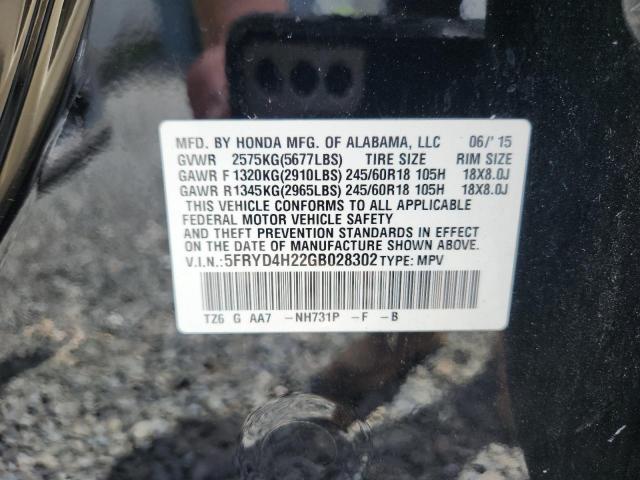 MFD. BY HONDA MFG. OF ALABAMA, LLC 06/'15
GVWR 2575KG(5677LBS) TIRE SIZE RIM SIZE
GAWR F 1320KG(2910LBS) 245/60R18 105H 18X8.0J
GAWR R1345KG(2965LBS) 245/60R18 105H 18X8.0J
THIS VEHICLE CONFORMS TO ALL APPLICABLE
FEDERAL MOTOR VEHICLE SAFETY
AND THEFT PREVENTION STANDARDS IN EFFECT
ON THE DATE OF MANUFACTURE SHOWN ABOVE.
V.I.N.:5FRYD4H22GB028302 TYPE: MPV
TZ6 G AA7 -NH731P -F -B